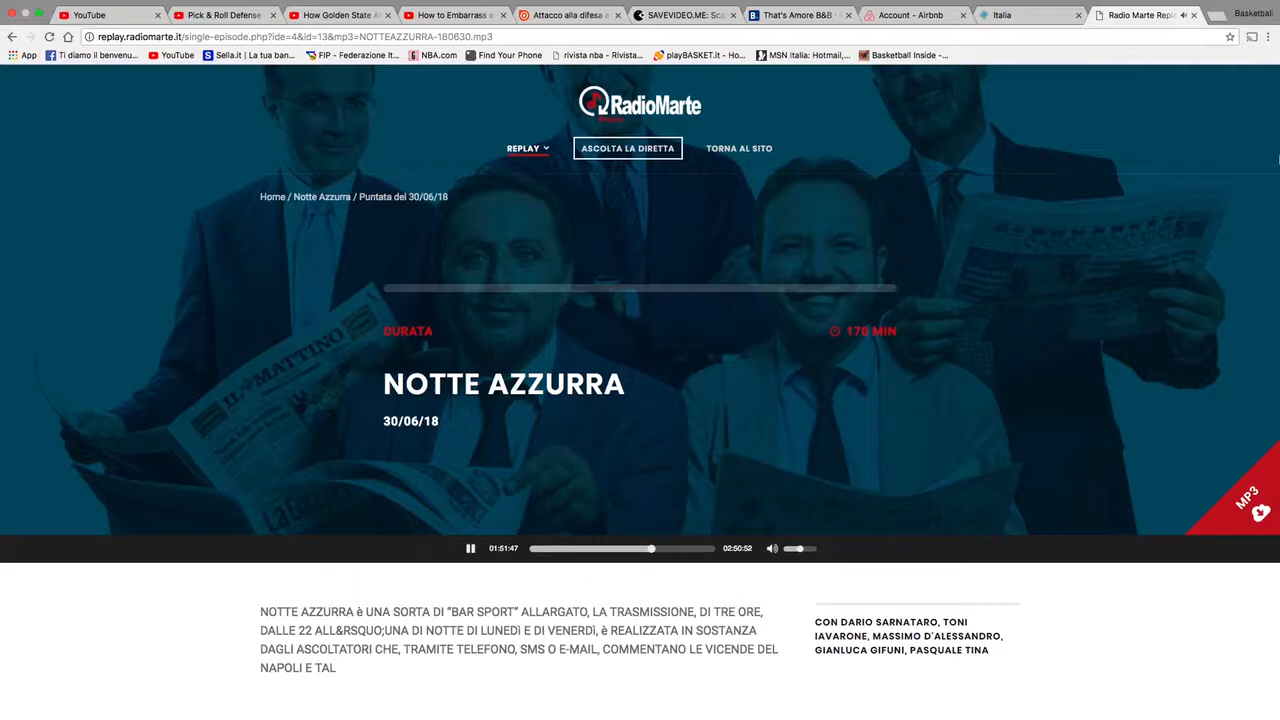 YouTube
Pick & Roll Defense
How Golden State A
How to Embarrass
Attacco alla difesa a
SAVEVIDEO.ME: Sca
That's Amore B&B -
Account - Airbnb
Italia
Radio Marte Repla
Basketball
replay.radiomarte.it/single-episode.php?ide=4&id=13&mp3=NOTTEAZZURRA-180630.mp3
App
Ti diamo il benvenu...
YouTube
Sella.it | La tua ban...
FIP - Federazione It...
NBA.com
Find Your Phone
rivista nba - Rivista...
playBASKET.it - Ho...
MSN Italia: Hotmail,...
Basketball Inside -...
RadioMarte
REPLAY
ASCOLTA LA DIRETTA
TORNA AL SITO
Home / Notte Azzurra / Puntata del 30/06/18
IL MATTINO
DURATA
170 MIN
NOTTE AZZURRA
30/06/18
MP3
01:51:47
02:50:52
NOTTE AZZURRA è UNA SORTA DI “BAR SPORT” ALLARGATO, LA TRASMISSIONE, DI TRE ORE,
DALLE 22 ALL&RSQUO;UNA DI NOTTE DI LUNEDì E DI VENERDì, è REALIZZATA IN SOSTANZA
DAGLI ASCOLTATORI CHE, TRAMITE TELEFONO, SMS O E-MAIL, COMMENTANO LE VICENDE DEL
NAPOLI E TAL
CON DARIO SARNATARO, TONI
IAVARONE, MASSIMO D'ALESSANDRO,
GIANLUCA GIFUNI, PASQUALE TINA